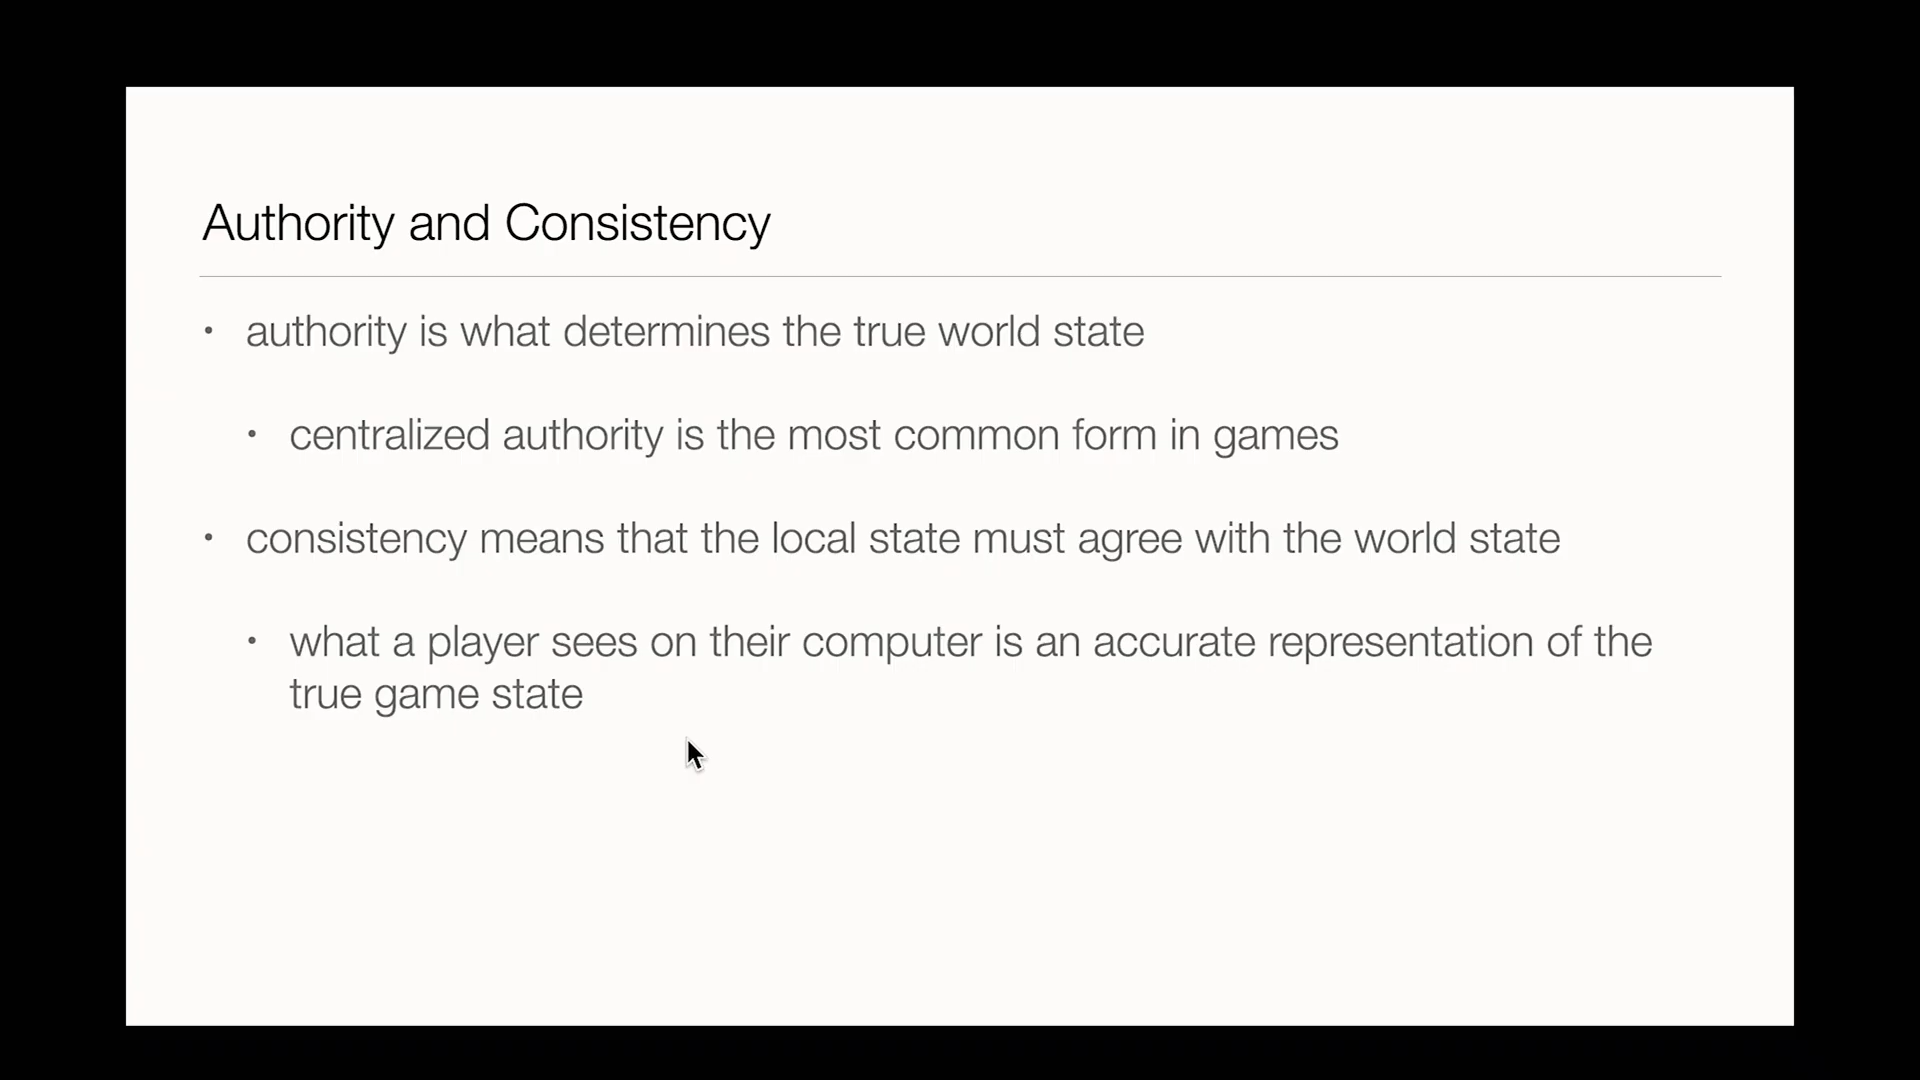 Authority and Consistency
• authority is what determines the true world state
• centralized authority is the most common form in games
• consistency means that the local state must agree with the world state
• what a player sees on their computer is an accurate representation of the
true game state